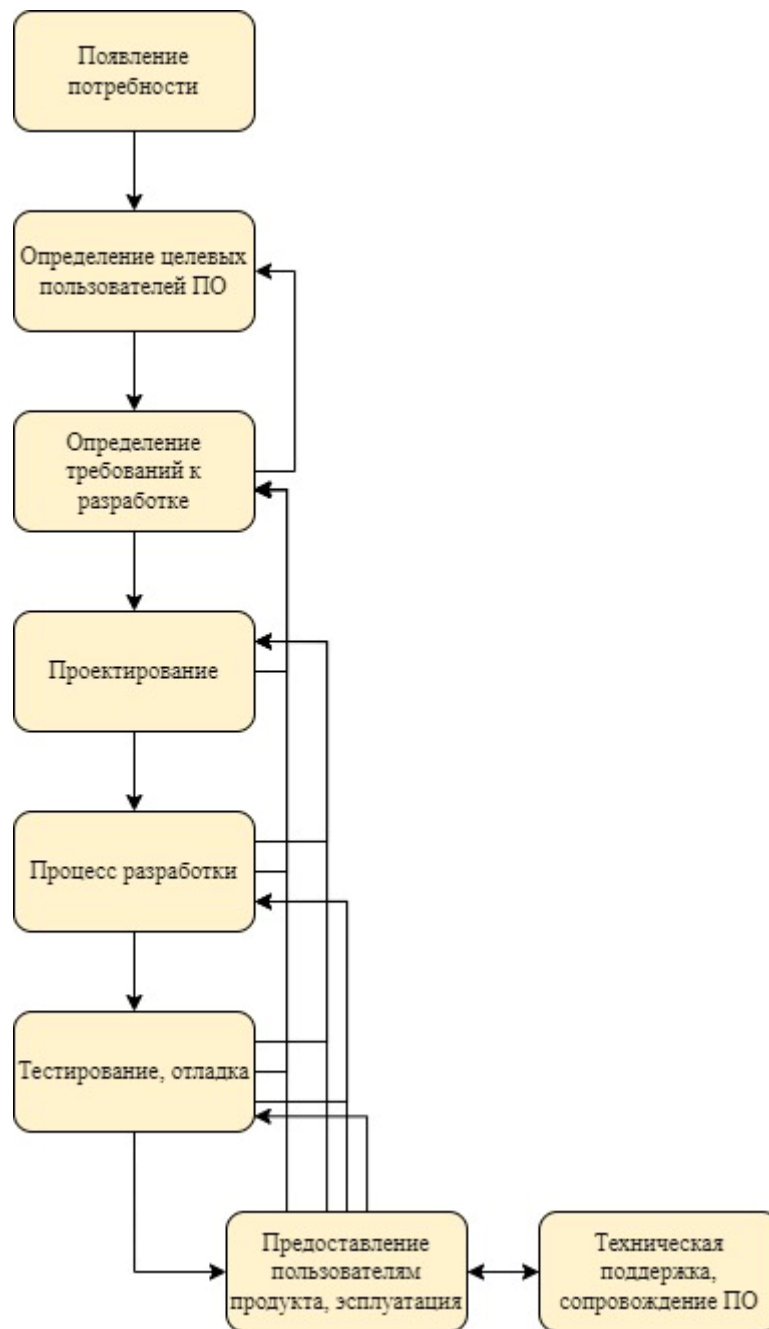 Появление
потребности
Определение целевых
пользователей ПО
Определение
требований к
разработке
Проектирование
Процесс разработки
Тестирование, отладка
Предоставление
пользователям
продукта, эсплуатация
Техническая
поддержка,
сопровождение ПО